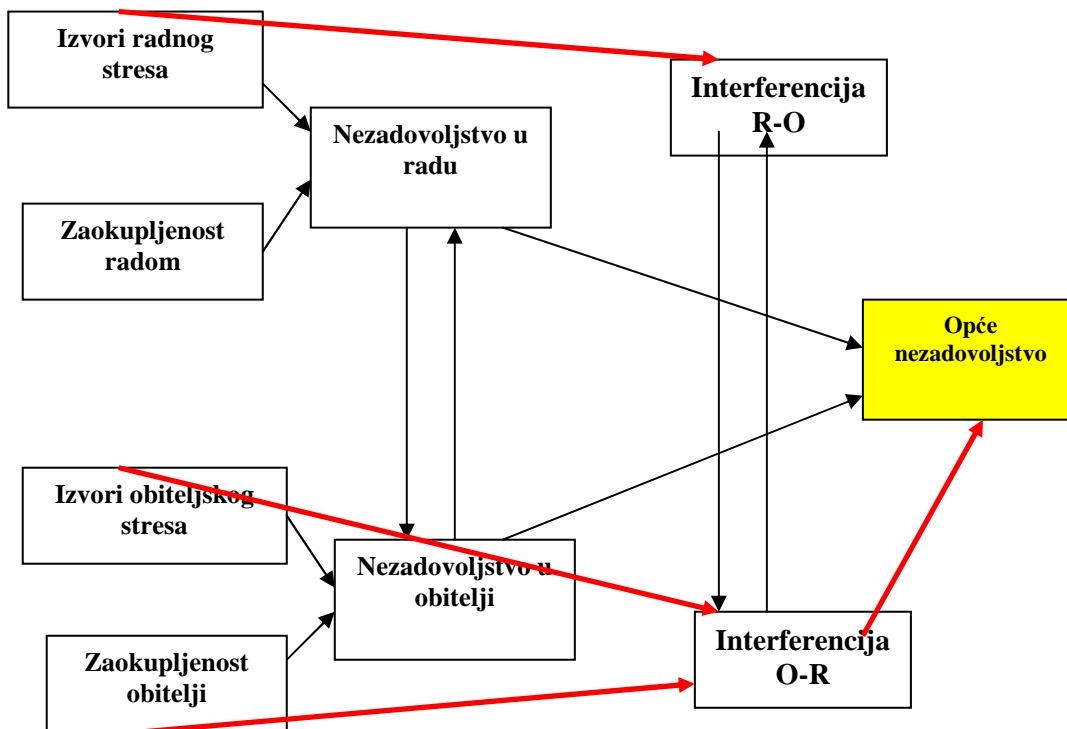 Izvori radnog
stresa
Interferencija
R-O
Nezadovoljstvo u
radu
Zaokupljenost
radom
Opće
nezadovoljstvo
Izvori obiteljskog
stresa
Nezadovoljstvo u
obitelji
Interferencija
O-R
Zaokupljenost
obitelji